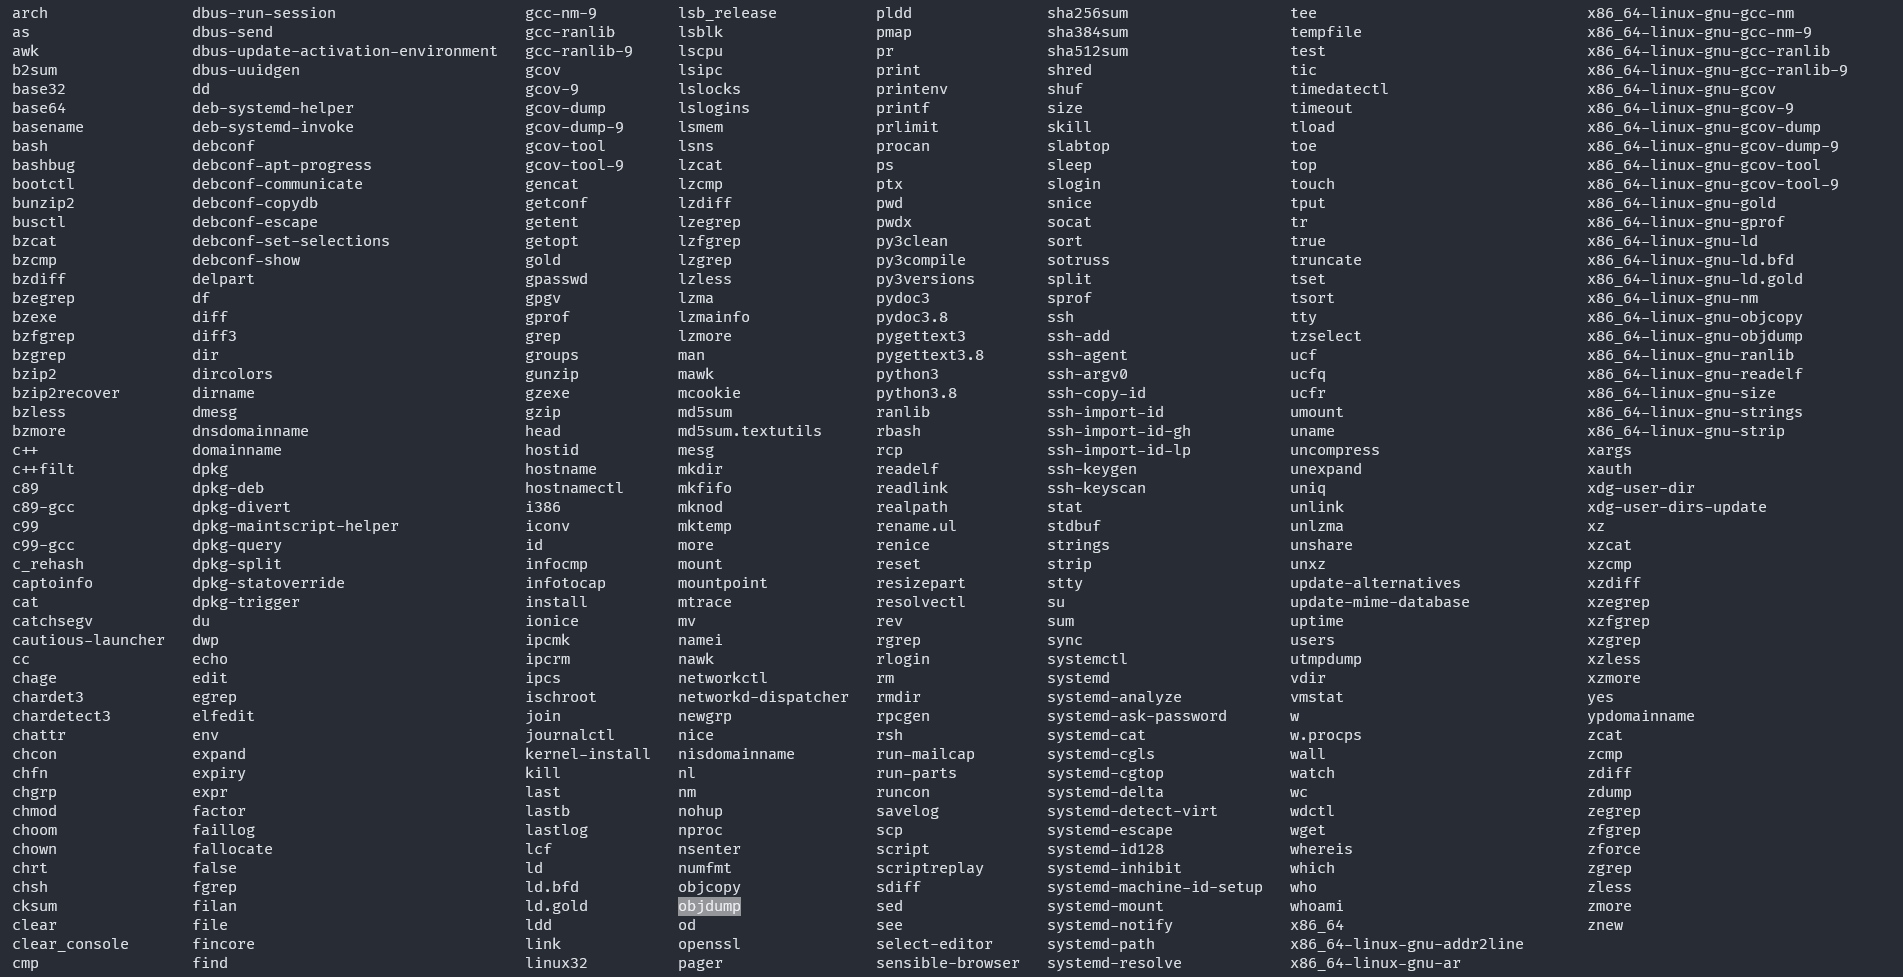 arch dbus-run-session gcc-nm-9 lsb_release pldd sha256sum tee x86_64-linux-gnu-gcc-nm
as dbus-send gcc-ranlib lsblk pmap sha384sum tempfile x86_64-linux-gnu-gcc-nm-9
awk dbus-update-activation-environment gcc-ranlib-9 lscpu pr sha512sum test x86_64-linux-gnu-gcc-ranlib
b2sum dbus-uuidgen gcov lsipc print shred tic x86_64-linux-gnu-gcc-ranlib-9
base32 dd gcov-9 lslocks printenv shuf timedatectl x86_64-linux-gnu-gcov
base64 deb-systemd-helper gcov-dump lslogins printf size timeout x86_64-linux-gnu-gcov-9
basename deb-systemd-invoke gcov-dump-9 lsmem prlimit skill tload x86_64-linux-gnu-gcov-dump
bash debconf gcov-tool lsns procan slabtop toe x86_64-linux-gnu-gcov-dump-9
bashbug debconf-apt-progress gcov-tool-9 lzcat ps sleep top x86_64-linux-gnu-gcov-tool
bootctl debconf-communicate gencat lzcmp ptx slogin touch x86_64-linux-gnu-gcov-tool-9
bunzip2 debconf-copydb getconf lzdiff pwd snice tput x86_64-linux-gnu-gold
busctl debconf-escape getent lzegrep pwdx socat tr x86_64-linux-gnu-gprof
bzcat debconf-set-selections getopt lzfgrep py3clean sort true x86_64-linux-gnu-ld
bzcmp debconf-show gold lzgrep py3compile sotruss truncate x86_64-linux-gnu-ld.bfd
bzdiff delpart gpasswd lzless py3versions split tset x86_64-linux-gnu-ld.gold
bzegrep df gpgv lzma pydoc3 sprof tsort x86_64-linux-gnu-nm
bzexe diff gprof lzmainfo pydoc3.8 ssh tty x86_64-linux-gnu-objcopy
bzfgrep diff3 grep lzmore pygettext3 ssh-add tzselect x86_64-linux-gnu-objdump
bzgrep dir groups man pygettext3.8 ssh-agent ucf x86_64-linux-gnu-ranlib
bzip2 dircolors gunzip mawk python3 ssh-argv0 ucfq x86_64-linux-gnu-readelf
bzip2recover dirname gzexe mcookie python3.8 ssh-copy-id ucfr x86_64-linux-gnu-size
bzless dmesg gzip md5sum ranlib ssh-import-id umount x86_64-linux-gnu-strings
bzmore dnsdomainname head md5sum.textutils rbash ssh-import-id-gh uname x86_64-linux-gnu-strip
c++ domainname hostid mesg rcp ssh-import-id-lp uncompress xargs
c++filt dpkg hostname mkdir readelf ssh-keygen unexpand xauth
c89 dpkg-deb hostnamectl mkfifo readlink ssh-keyscan uniq xdg-user-dir
c89-gcc dpkg-divert i386 mknod realpath stat unlink xdg-user-dirs-update
c99 dpkg-maintscript-helper iconv mktemp rename.ul stdbuf unlzma xz
c99-gcc dpkg-query id more renice strings unshare xzcat
c_rehash dpkg-split infocmp mount reset strip unxz xzcmp
captoinfo dpkg-statoverride infotocap mountpoint resizepart stty update-alternatives xzdiff
cat dpkg-trigger install mtrace resolvectl su update-mime-database xzegrep
catchsegv du ionice mv rev sum uptime xzfgrep
cautious-launcher dwp ipcmk namei rgrep sync users xzgrep
cc echo ipcrm nawk rlogin systemctl utmpdump xzless
chage edit ipcs networkctl rm systemd vdir xzmore
chardet3 egrep ischroot networkd-dispatcher rmdir systemd-analyze vmstat yes
chardetect3 elfedit join newgrp rpcgen systemd-ask-password w ypdomainname
chattr env journalctl nice rsh systemd-cat w.procps zcat
chcon expand kernel-install nisdomainname run-mailcap systemd-cgls wall zcmp
chfn expiry kill nl run-parts systemd-cgtop watch zdiff
chgrp expr last nm runcon systemd-delta wc zdump
chmod factor lastb nohup savelog systemd-detect-virt wdctl zegrep
choom faillog lastlog nproc scp systemd-escape wget zfgrep
chown fallocate lcf nsenter script systemd-id128 whereis zforce
chrt false ld numfmt scriptreplay systemd-inhibit which zgrep
chsh fgrep ld.bfd objcopy sdiff systemd-machine-id-setup who zless
cksum filan ld.gold objdump sed systemd-mount whoami zmore
clear file ldd od see systemd-notify x86_64 znew
clear_console fincore link openssl select-editor systemd-path x86_64-linux-gnu-addr2line
cmp find linux32 pager sensible-browser systemd-resolve x86_64-linux-gnu-ar